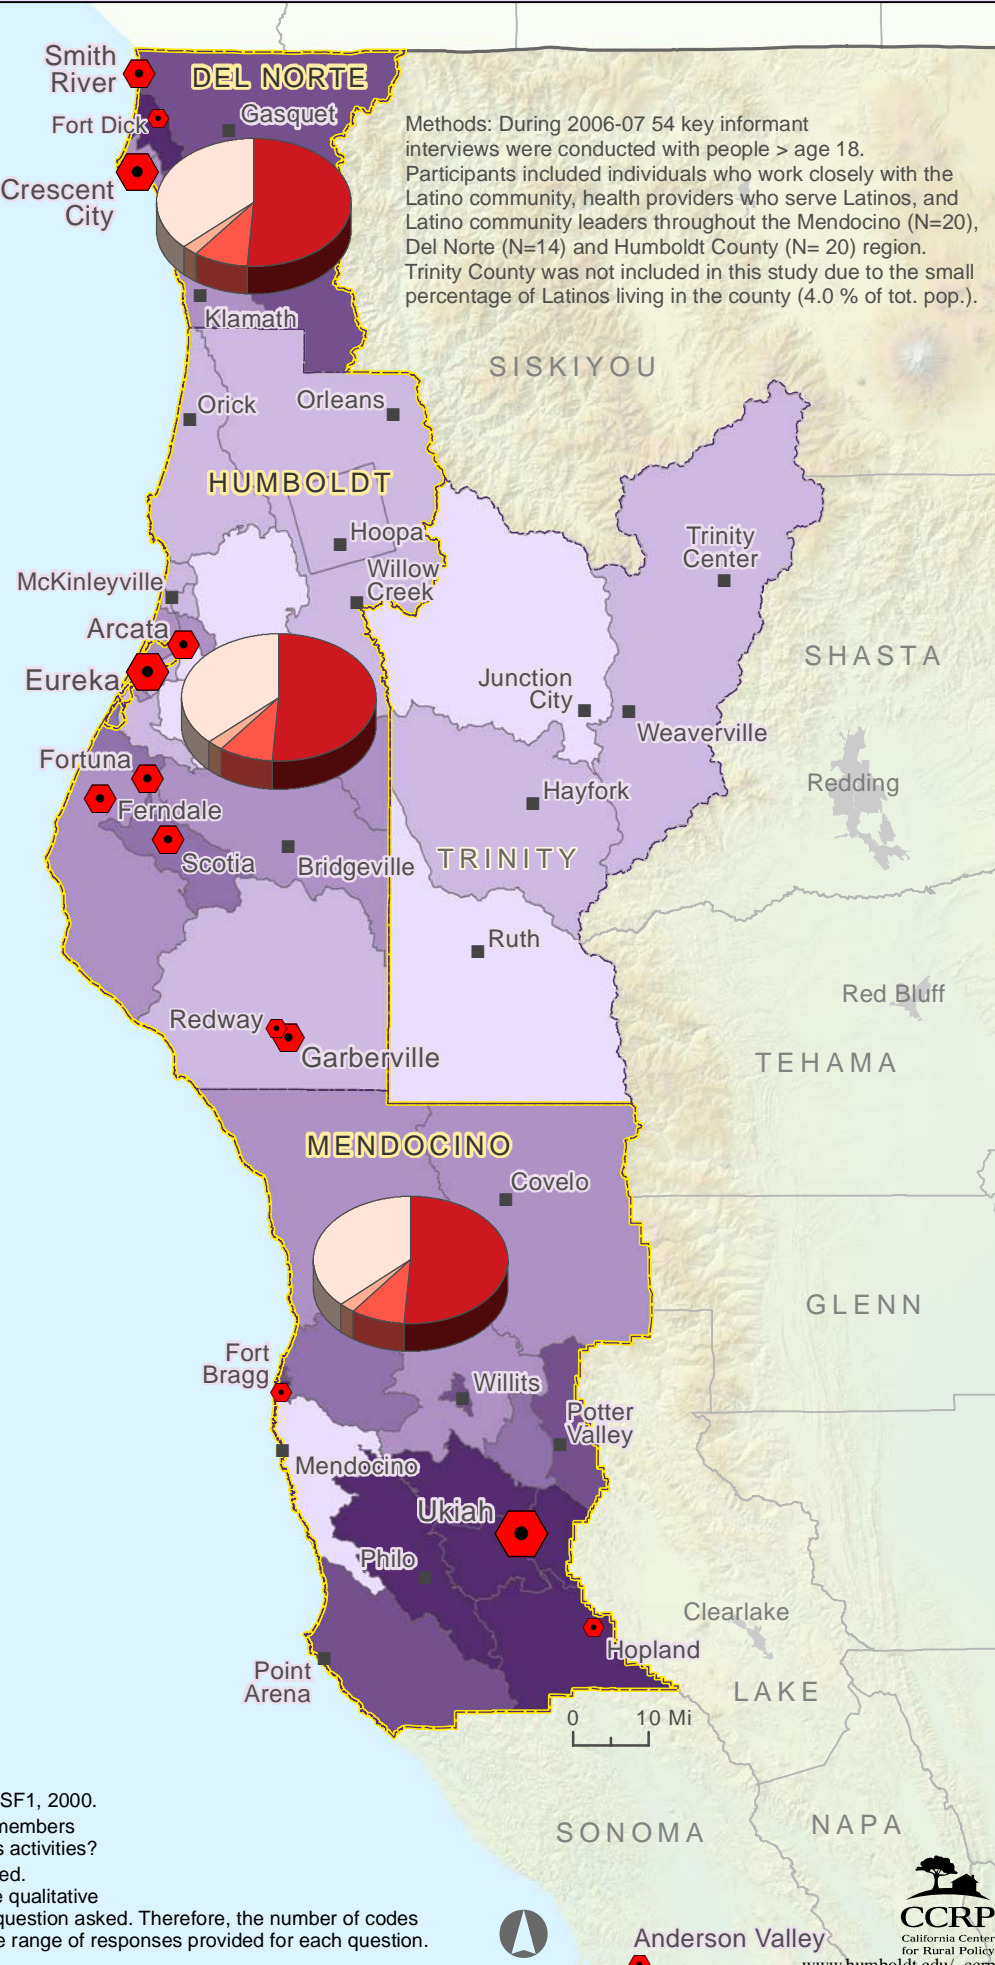 Smith
River
DEL NORTE
Gasquet
Fort Dick
Crescent
City
Klamath
Methods: During 2006-07 54 key informant
interviews were conducted with people > age 18.
Participants included individuals who work closely with the
Latino community, health providers who serve Latinos, and
Latino community leaders throughout the Mendocino (N=20),
Del Norte (N=14) and Humboldt County (N= 20) region.
Trinity County was not included in this study due to the small
percentage of Latinos living in the county (4.0 % of tot. pop.).
SISKIYOU
Orick
Orleans
HUMBOLDT
Hoopa
Willow
Creek
McKinleyville
Arcata
Eureka
Trinity
Center
SHASTA
Junction
City
Weaverville
Fortuna
Ferndale
Scotia
Bridgeville
Hayfork
Redding
TRINITY
Ruth
Red Bluff
Redway
Garberville
TEHAMA
MENDOCINO
Covelo
GLENN
Fort
Bragg
Willits
Potter
Valley
Mendocino
Ukiah
Philo
Clearlake
Hopland
Point
Arena
LAKE
0 10 Mi
SF1, 2000.
members
s activities?
ed.
e qualitative
question asked. Therefore, the number of codes
e range of responses provided for each question.
SONOMA
NAPA
Anderson Valley
CCRP
California Center
for Rural Policy
www.humboldt.edu/~ccrp